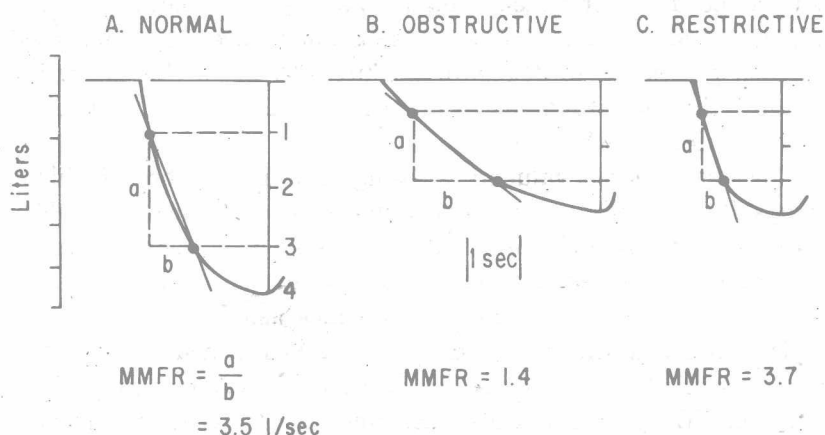 A. NORMAL
B. OBSTRUCTIVE
C. RESTRICTIVE
Liters
a
b
1
2
3
4
a
b
1 sec
a
b
MMFR = a/b
= 3.5 l/sec
MMFR = 1.4
MMFR = 3.7